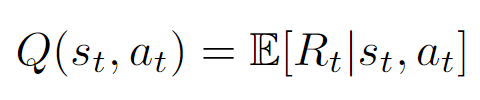 Q(s_t, a_t) = 𝔼[R_t|s_t, a_t]